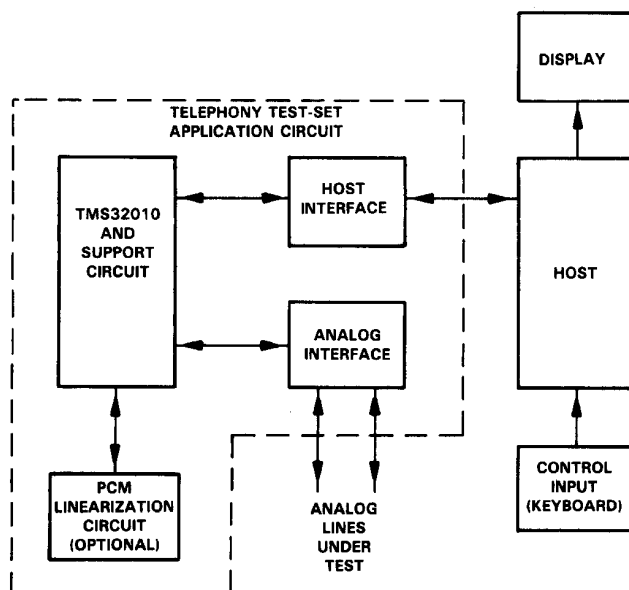 DISPLAY
TELEPHONY TEST-SET
APPLICATION CIRCUIT
TMS32010
AND
SUPPORT
CIRCUIT
HOST
INTERFACE
HOST
ANALOG
INTERFACE
PCM
LINEARIZATION
CIRCUIT
(OPTIONAL)
ANALOG
LINES
UNDER
TEST
CONTROL
INPUT
(KEYBOARD)